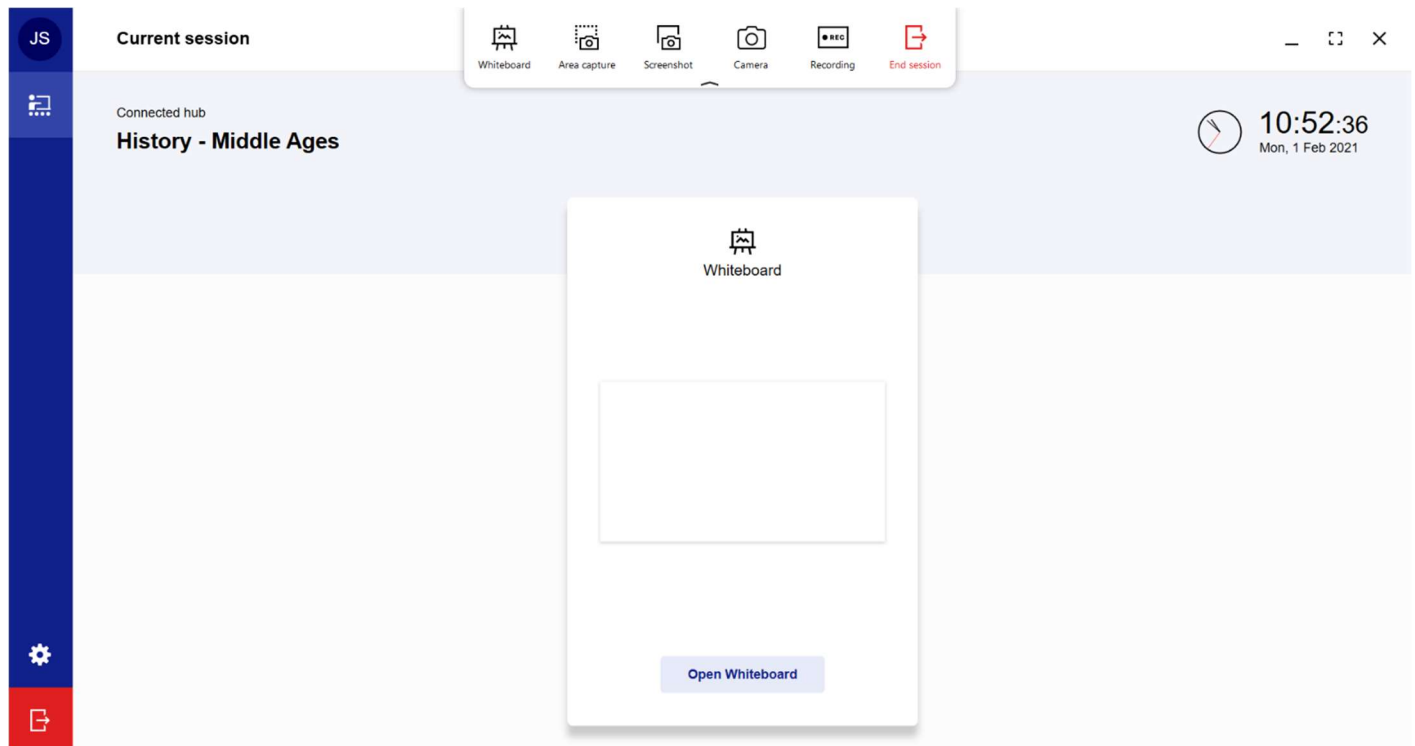 JS
Current session
Whiteboard
Area capture
Screenshot
Camera
REC
Recording
End session
Connected hub
History - Middle Ages
10:52:36
Mon, 1 Feb 2021
Whiteboard
Open Whiteboard